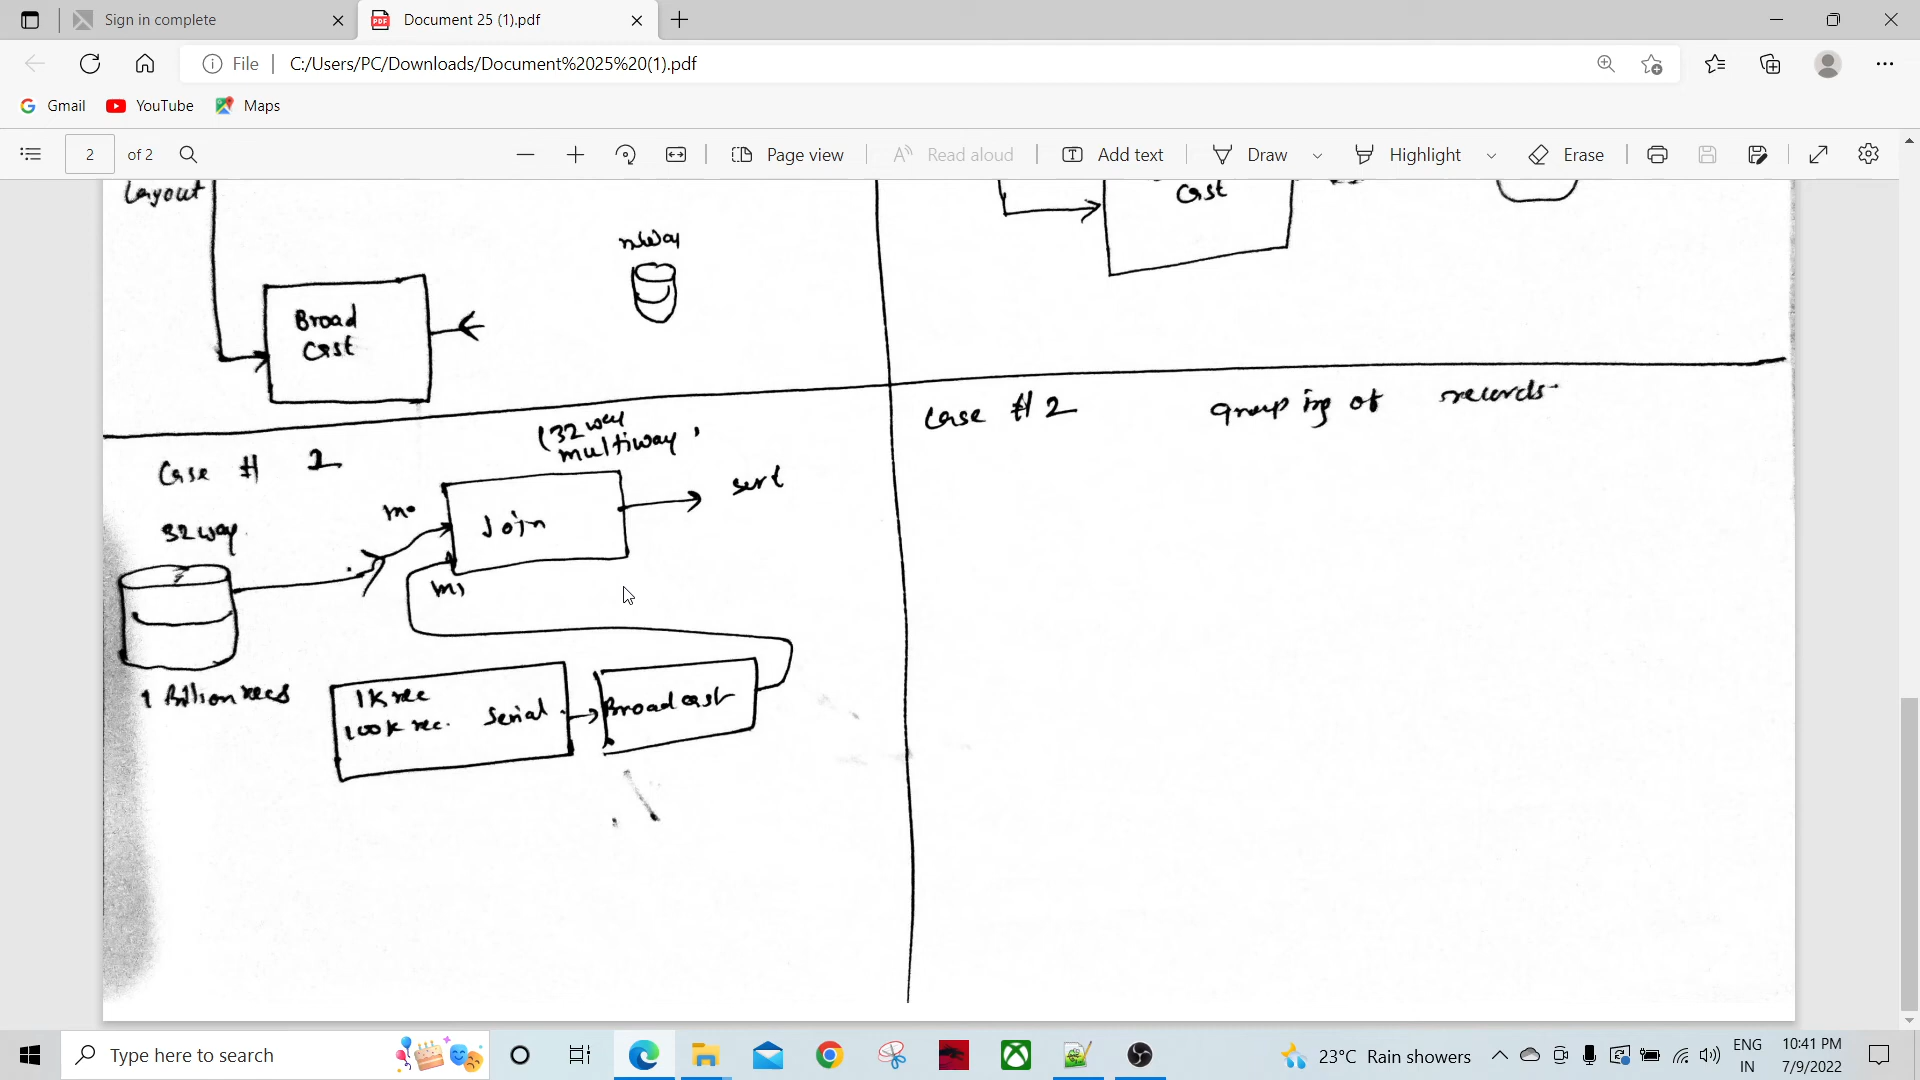 Sign in complete
Document 25 (1).pdf
File
C:/Users/PC/Downloads/Document%2025%20(1).pdf
Gmail
YouTube
Maps
2
of 2
Page view
Read aloud
Add text
Draw
Highlight
Erase
Layout
Broad
Cast
nWay
Cast
Case # 1
(32 way
multiway
32 way
m0
Join
sort
m1
1 Billion recs
1K rec
100K rec.
Serial
Broadcast
Case # 2
grouping of records
Type here to search
23°C Rain showers
ENG
IN
10:41 PM
7/9/2022